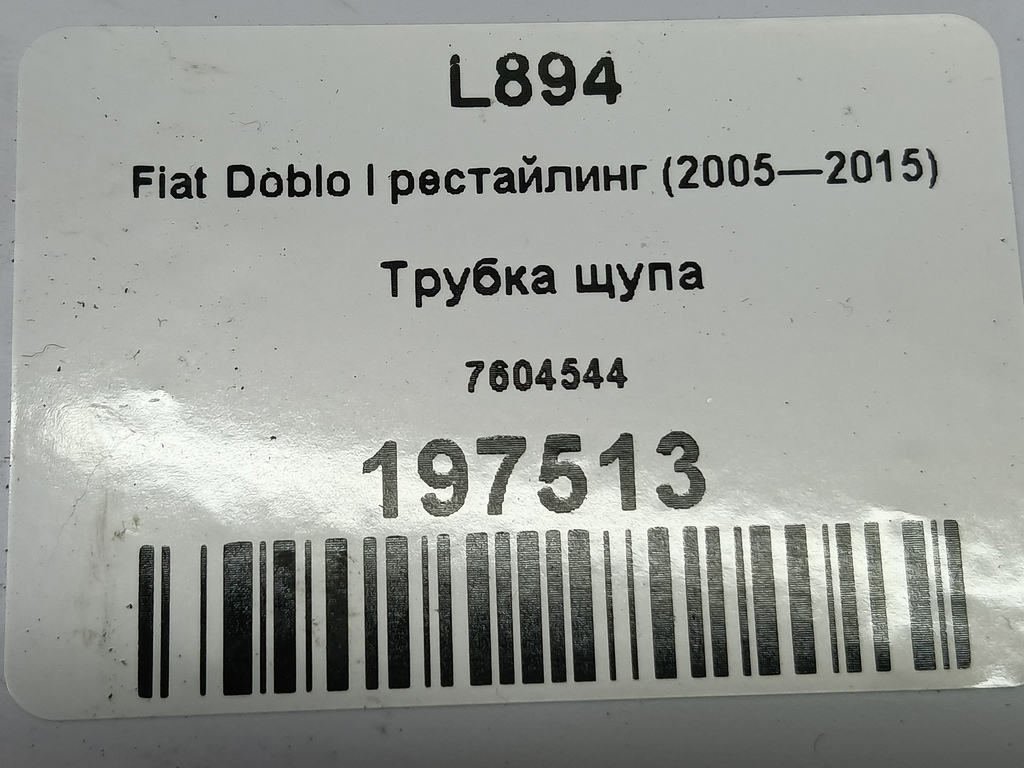 L894
Fiat Doblo I рестайлинг (2005—2015)
Трубка щупа
7604544
197513